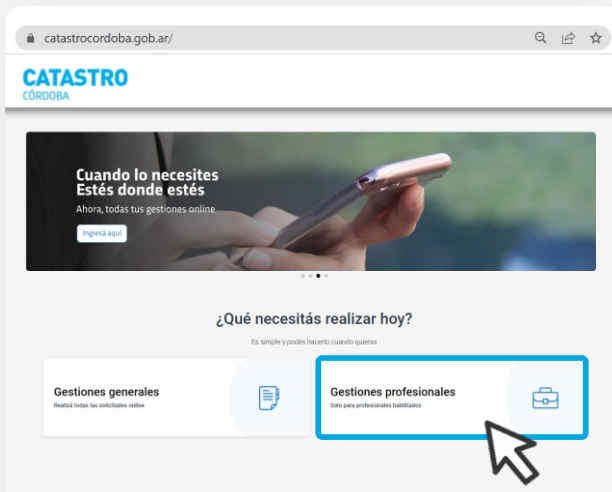 catastrocordoba.gob.ar/
CATASTRO
CÓRDOBA
Cuando lo necesites
Estés donde estés
Ahora, todas tus gestiones online
Ingresá aquí
¿Qué necesitás realizar hoy?
Es simple y podés hacerlo cuando quieras
Gestiones generales
Realizá todas las solicitudes online
Gestiones profesionales
Sólo para profesionales habilitados